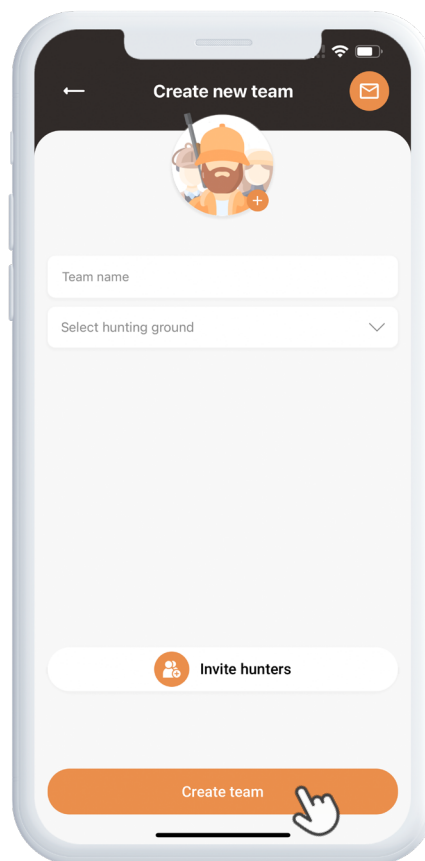 Create new team
Team name
Select hunting ground
Invite hunters
Create team